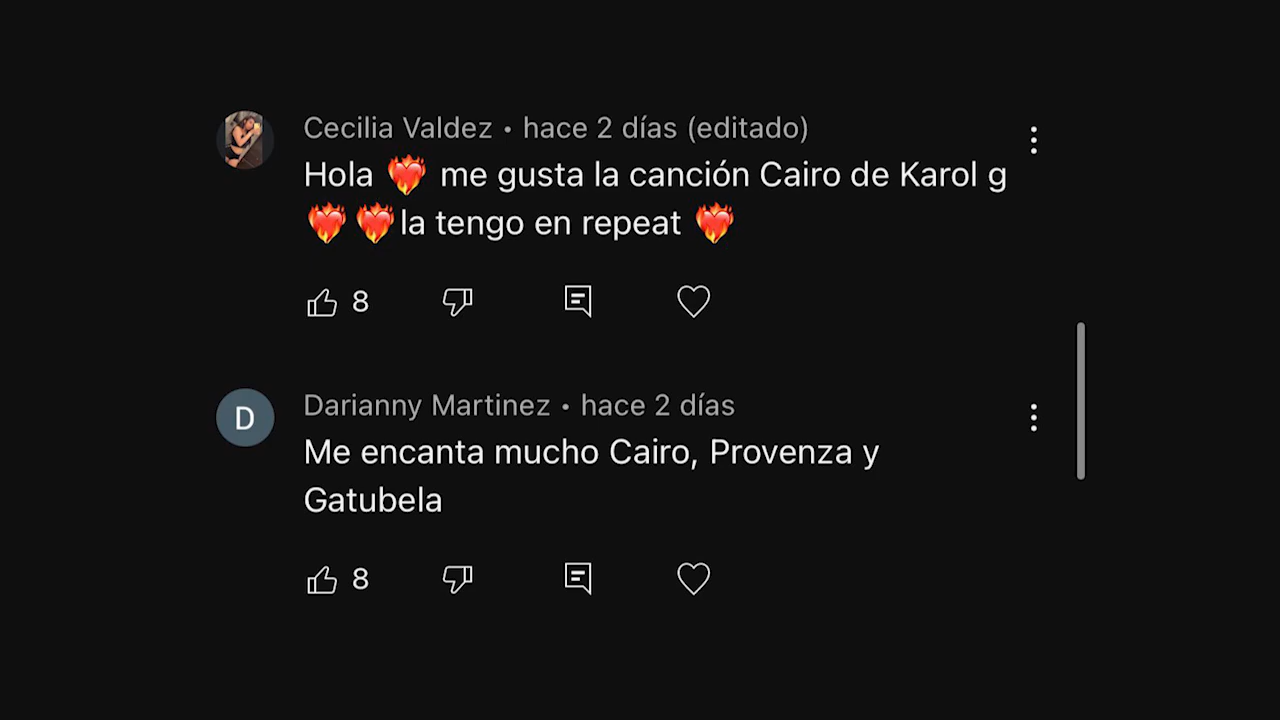 Cecilia Valdez • hace 2 días (editado)
Hola ❤️‍🔥 me gusta la canción Cairo de Karol g
❤️‍🔥❤️‍🔥la tengo en repeat ❤️‍🔥
8
D
Darianny Martinez • hace 2 días
Me encanta mucho Cairo, Provenza y
Gatubela
8